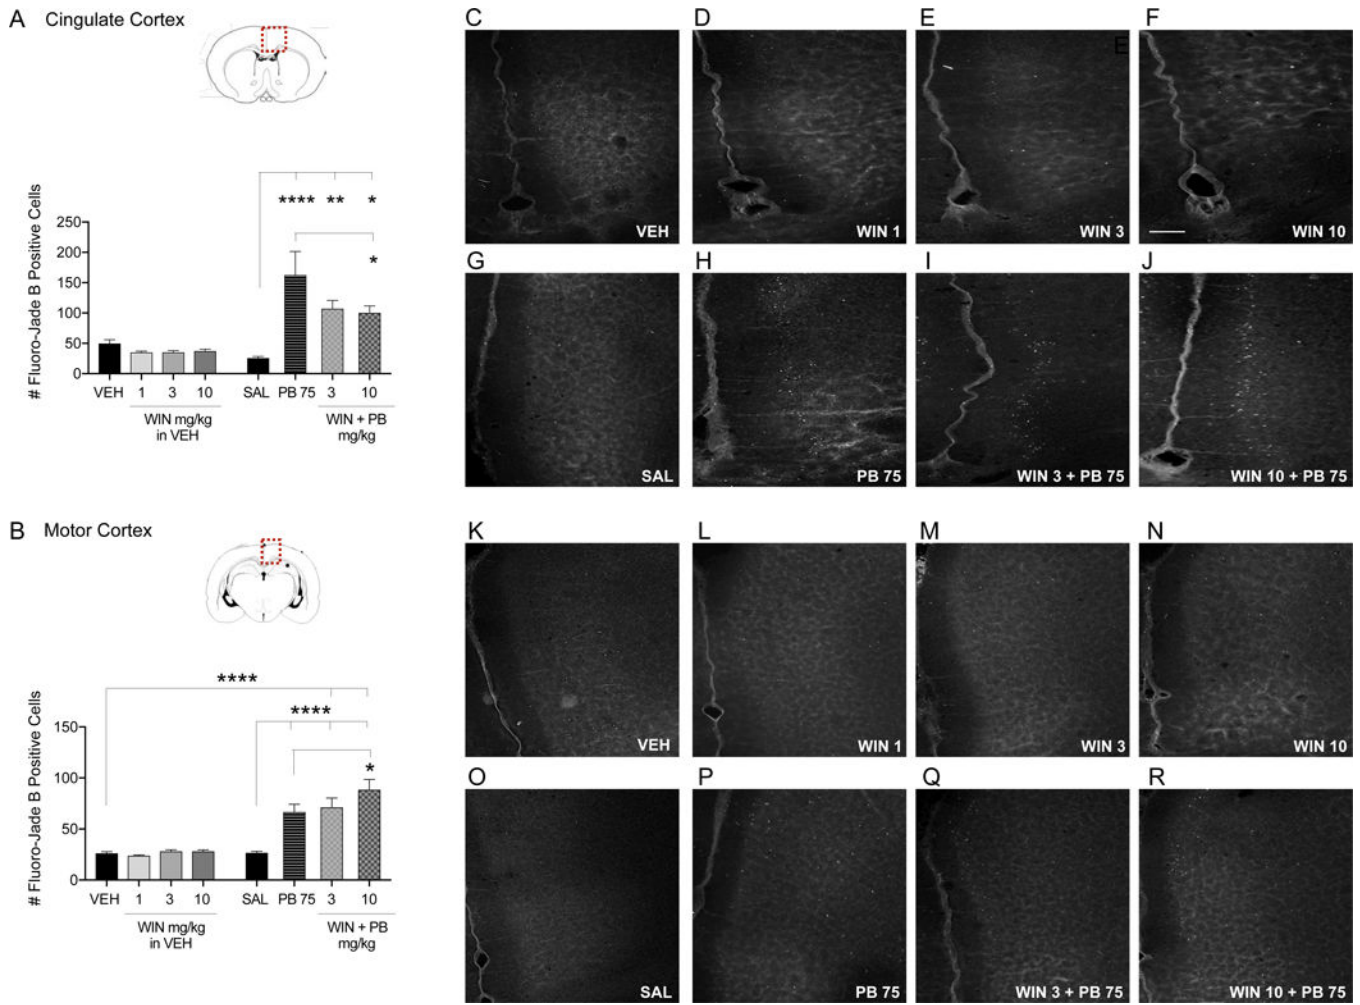 A Cingulate Cortex
# Fluoro-Jade B Positive Cells
250
200
150
100
50
0
**** ** *
*
VEH 1 3 10 SAL PB 75 3 10
WIN mg/kg
in VEH
WIN + PB
mg/kg
C D E F
E
VEH WIN 1 WIN 3 WIN 10
G H I J
SAL PB 75 WIN 3 + PB 75 WIN 10 + PB 75
B Motor Cortex
# Fluoro-Jade B Positive Cells
150
100
50
0
****
****
*
VEH 1 3 10 SAL PB 75 3 10
WIN mg/kg
in VEH
WIN + PB
mg/kg
K L M N
VEH WIN 1 WIN 3 WIN 10
O P Q R
SAL PB 75 WIN 3 + PB 75 WIN 10 + PB 75